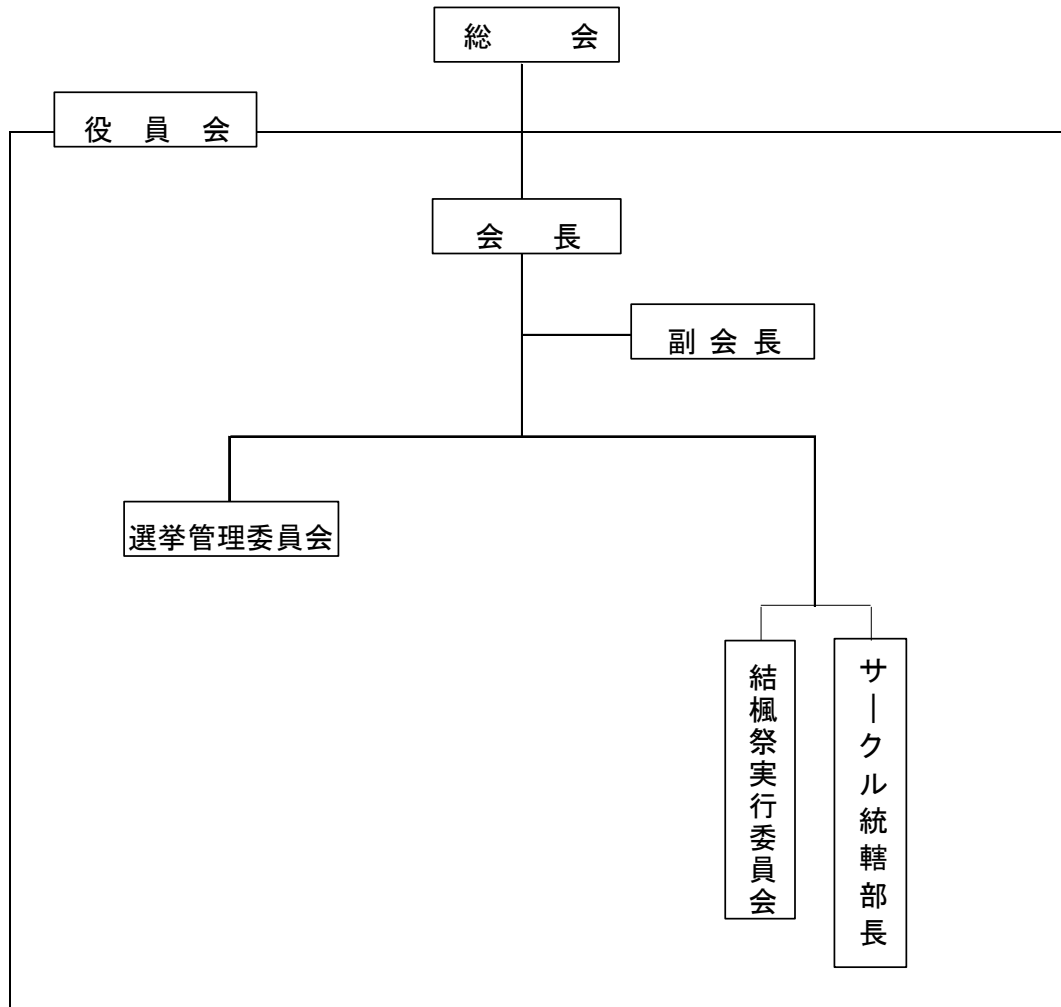 総 会
役 員 会
会 長
副 会 長
選挙管理委員会
結楓祭実行委員会
サークル統轄部長